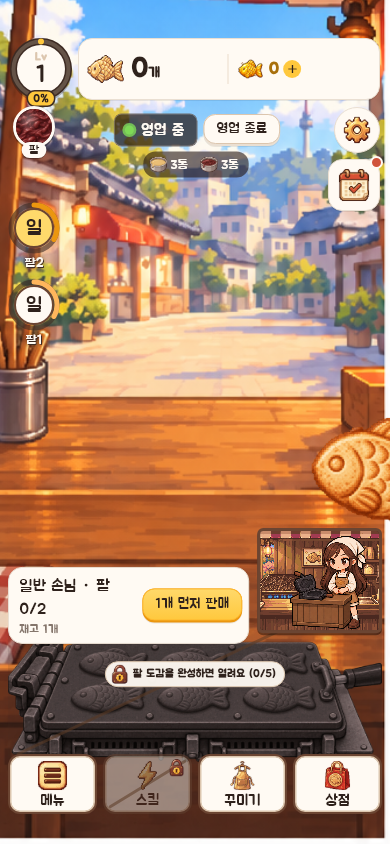 Lv
1
0%
0개
0 +
팥
영업 중
영업 종료
3통
3통
일
팥2
일
팥1
일반 손님 · 팥
0/2
재고 1개
1개 먼저 판매
팥 도감을 완성하면 열려요 (0/5)
메뉴
스킬
꾸미기
상점